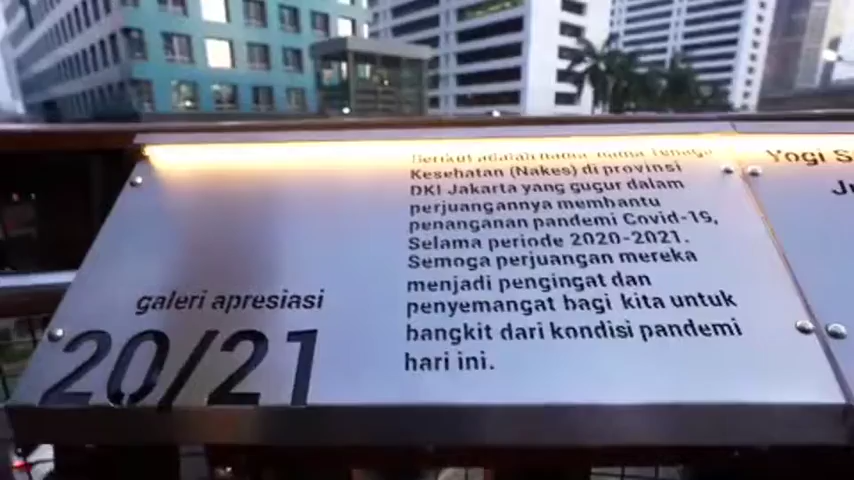 galeri apresiasi
20/21
Berikut adalah nama-nama Tenaga
Kesehatan (Nakes) di provinsi
DKI Jakarta yang gugur dalam
perjuangannya membantu
penanganan pandemi Covid-19,
Selama periode 2020-2021.
Semoga perjuangan mereka
menjadi pengingat dan
penyemangat bagi kita untuk
bangkit dari kondisi pandemi
hari ini.
Yogi